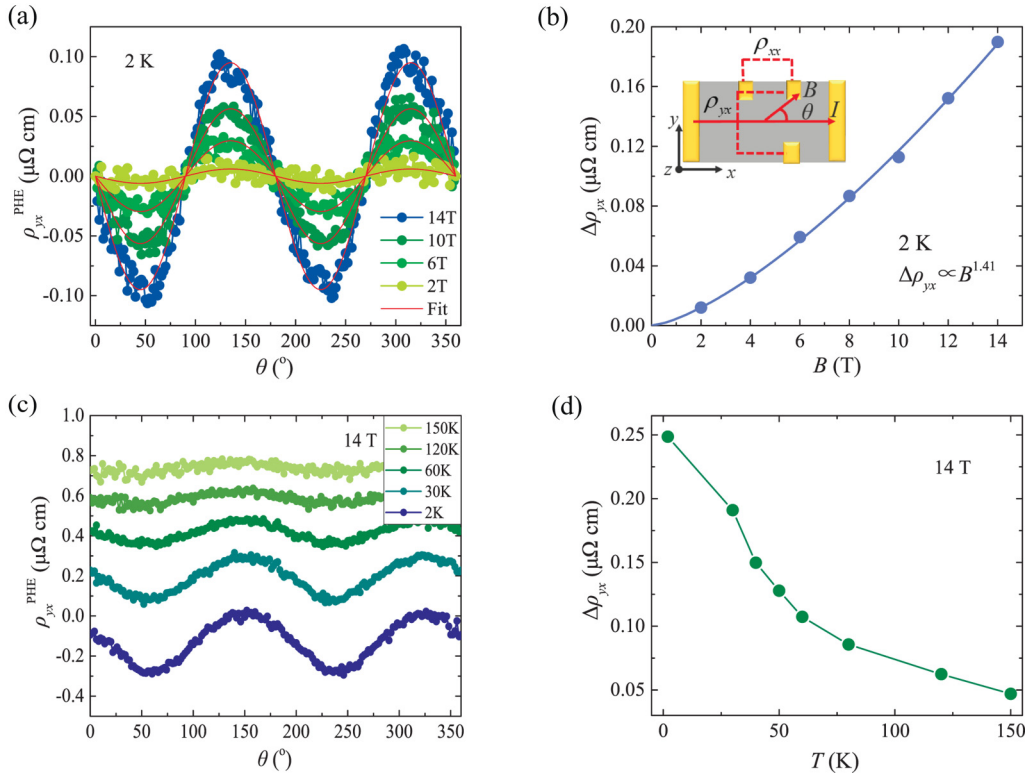 (a)
2 K
0.10
0.05
0.00
-0.05
-0.10
ρyx^PHE (μΩ cm)
14T
10T
6T
2T
Fit
0 50 100 150 200 250 300 350
θ (°)
(b)
0.20
0.16
0.12
0.08
0.04
0.00
Δρyx (μΩ cm)
ρxx
ρyx
B
θ
I
y
z
x
2 K
Δρyx∝B^1.41
0 2 4 6 8 10 12 14
B (T)
(c)
1.0
0.8
0.6
0.4
0.2
0.0
-0.2
-0.4
ρyx^PHE (μΩ cm)
14 T
150K
120K
60K
30K
2K
0 50 100 150 200 250 300 350
θ (°)
(d)
0.25
0.20
0.15
0.10
0.05
Δρyx (μΩ cm)
14 T
0 50 100 150
T (K)